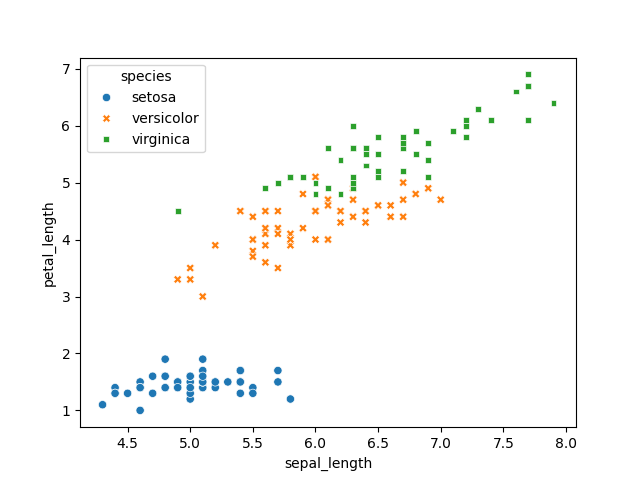 species
setosa
versicolor
virginica
petal_length
7
6
5
4
3
2
1
4.5 5.0 5.5 6.0 6.5 7.0 7.5 8.0
sepal_length